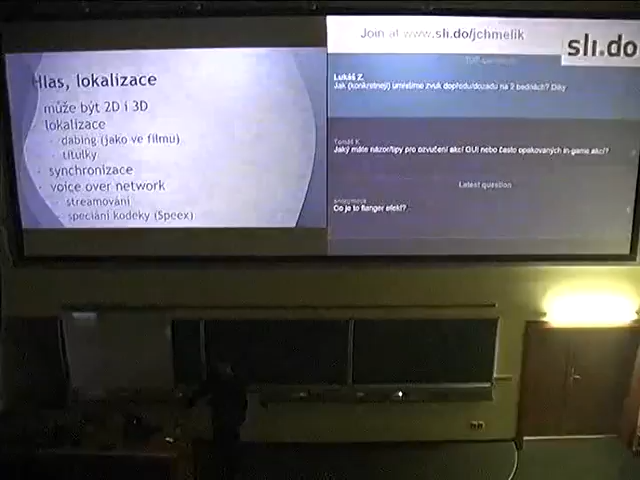 Hlas, lokalizace
může být 2D i 3D
lokalizace
dabing (jako ve filmu)
titulky
synchronizace
voice over network
streamování
speciání kodeky (Speex)
Join at www.sli.do/jchmelik
sli.do
Lukáš Z.
Jak (konkrétněji) umístíme zvuk dopředu/dozadu na 2 bednách? Díky
Tomáš K
Jaký máte názor/tipy pro ozvučení akcí GUI nebo často opakovaných in-game akcí?
Latest question
anonymous
Co je to flanger efekt?